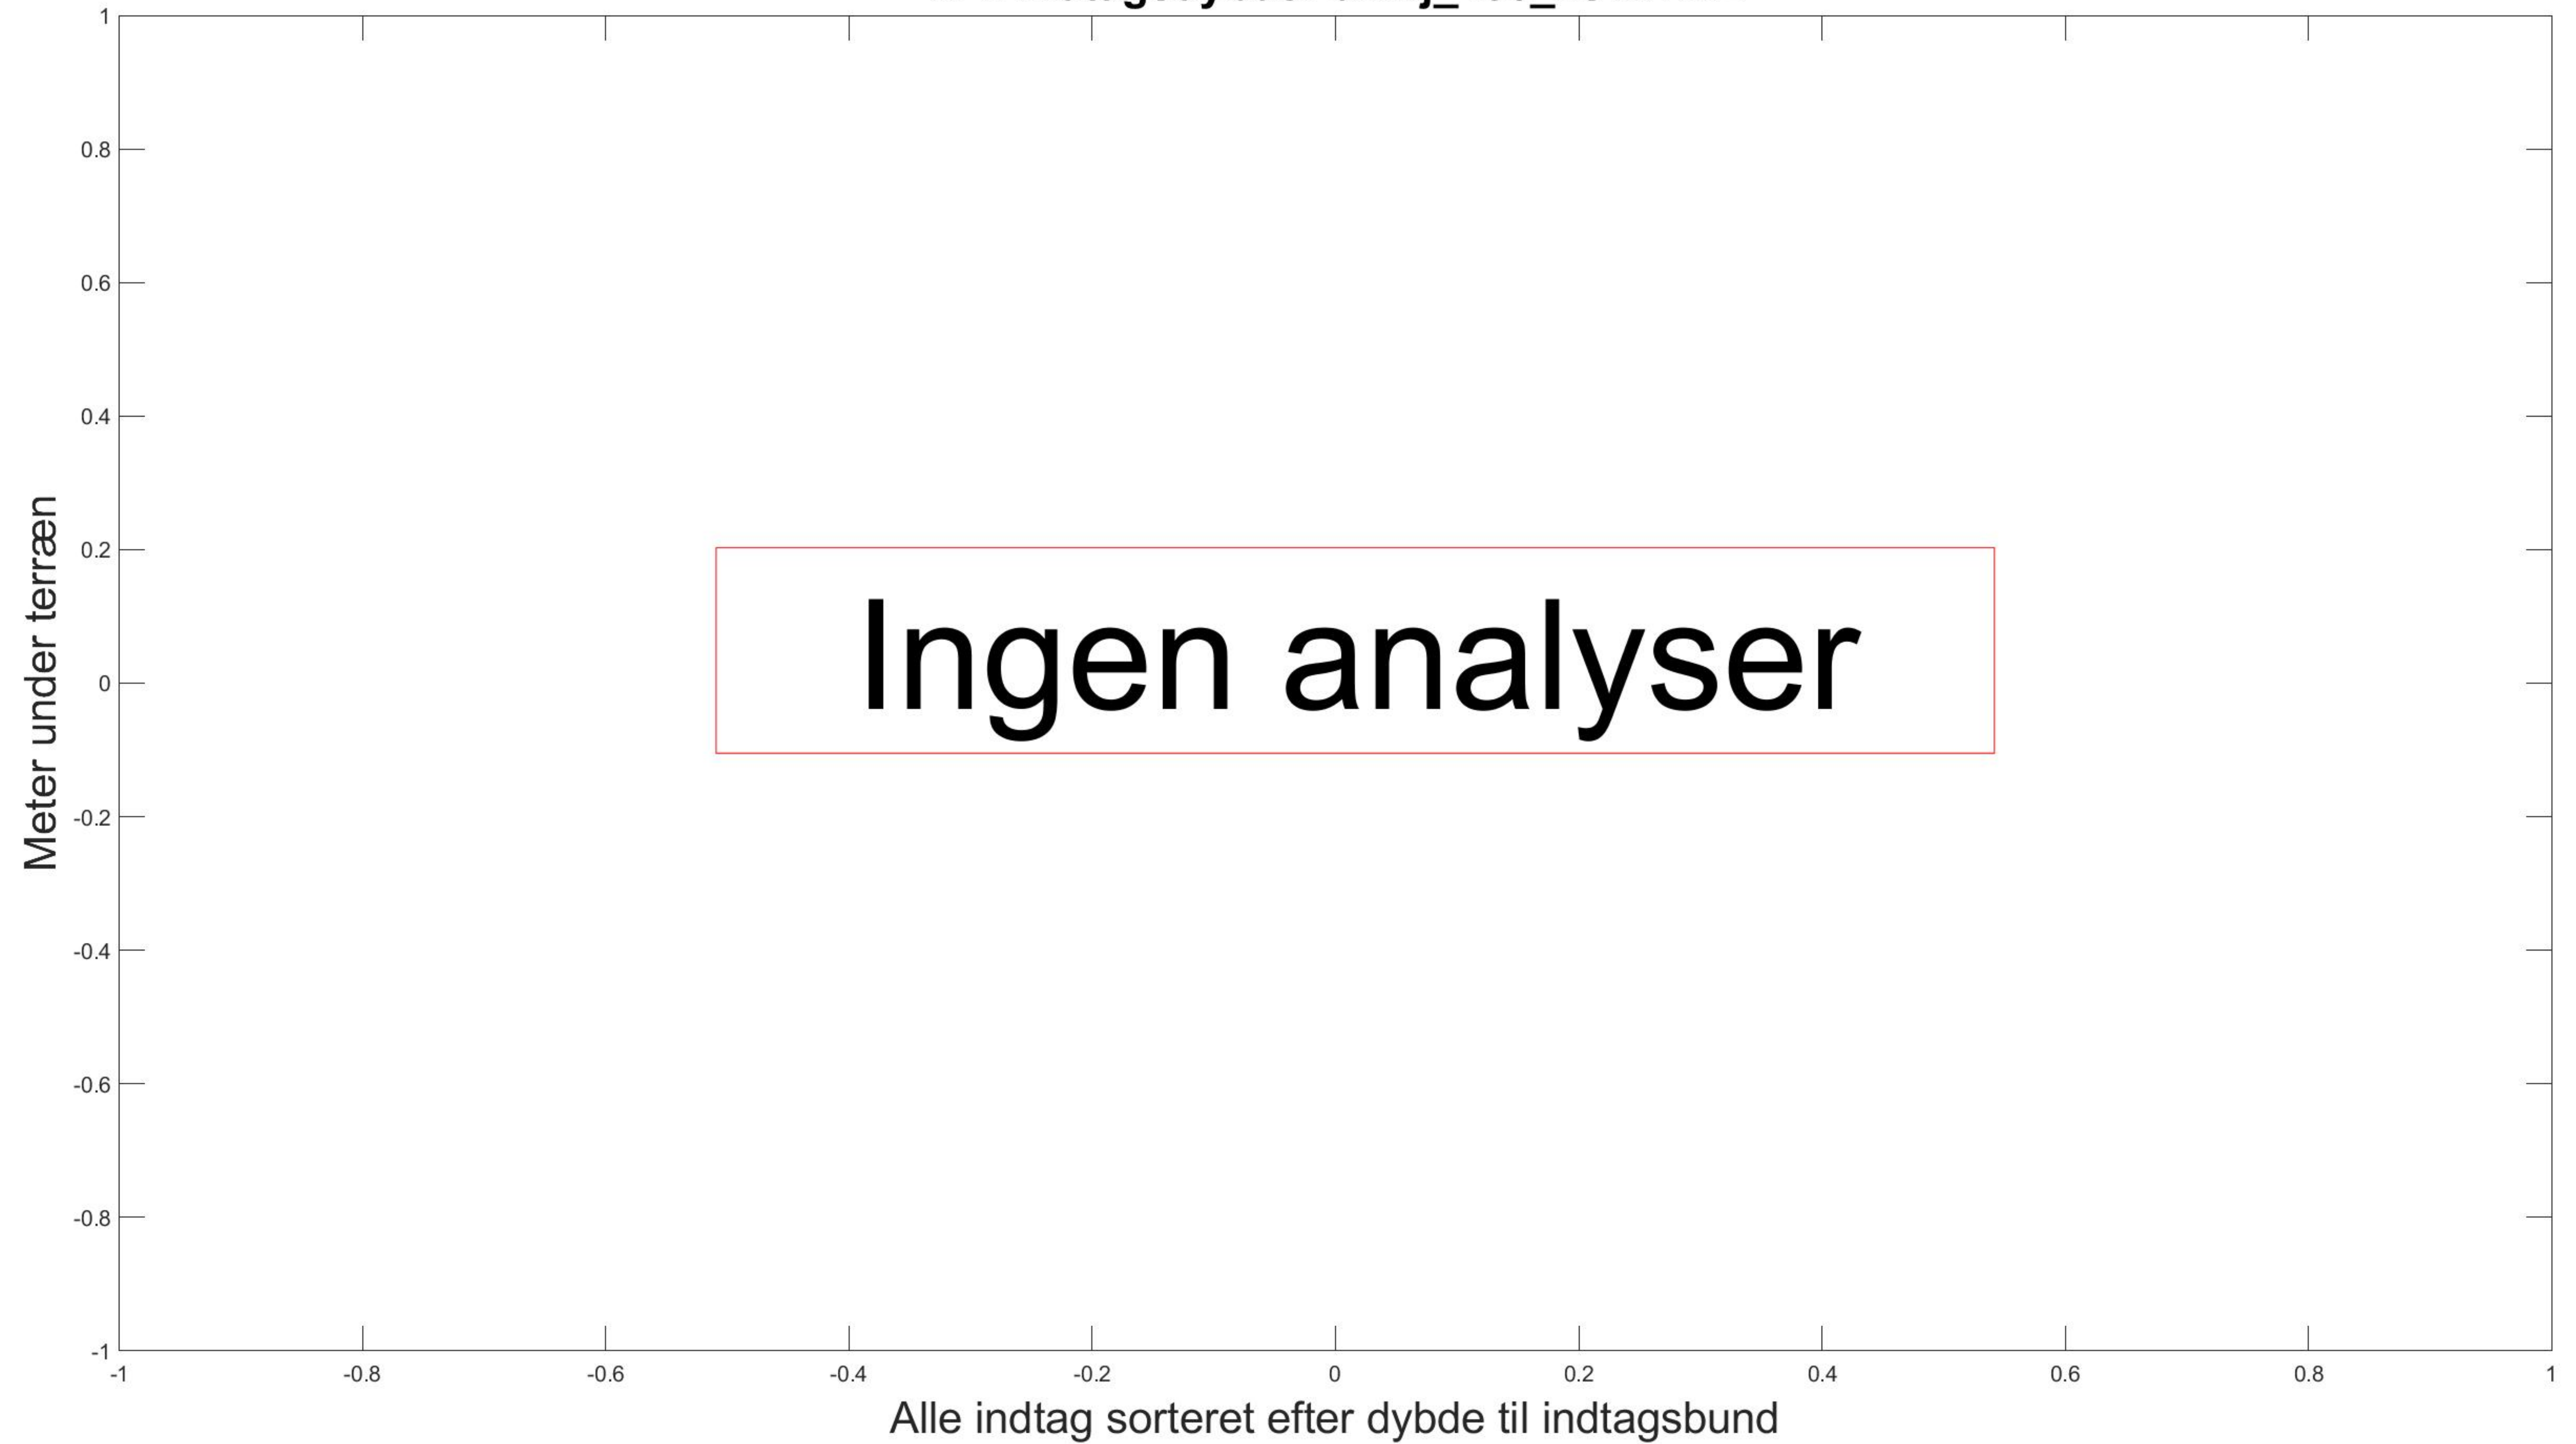 1
0.8
0.6
0.4
0.2
0
-0.2
-0.4
-0.6
-0.8
-1
Meter under terræn
Ingen analyser
-1 -0.8 -0.6 -0.4 -0.2 0 0.2 0.4 0.6 0.8 1
Alle indtag sorteret efter dybde til indtagsbund